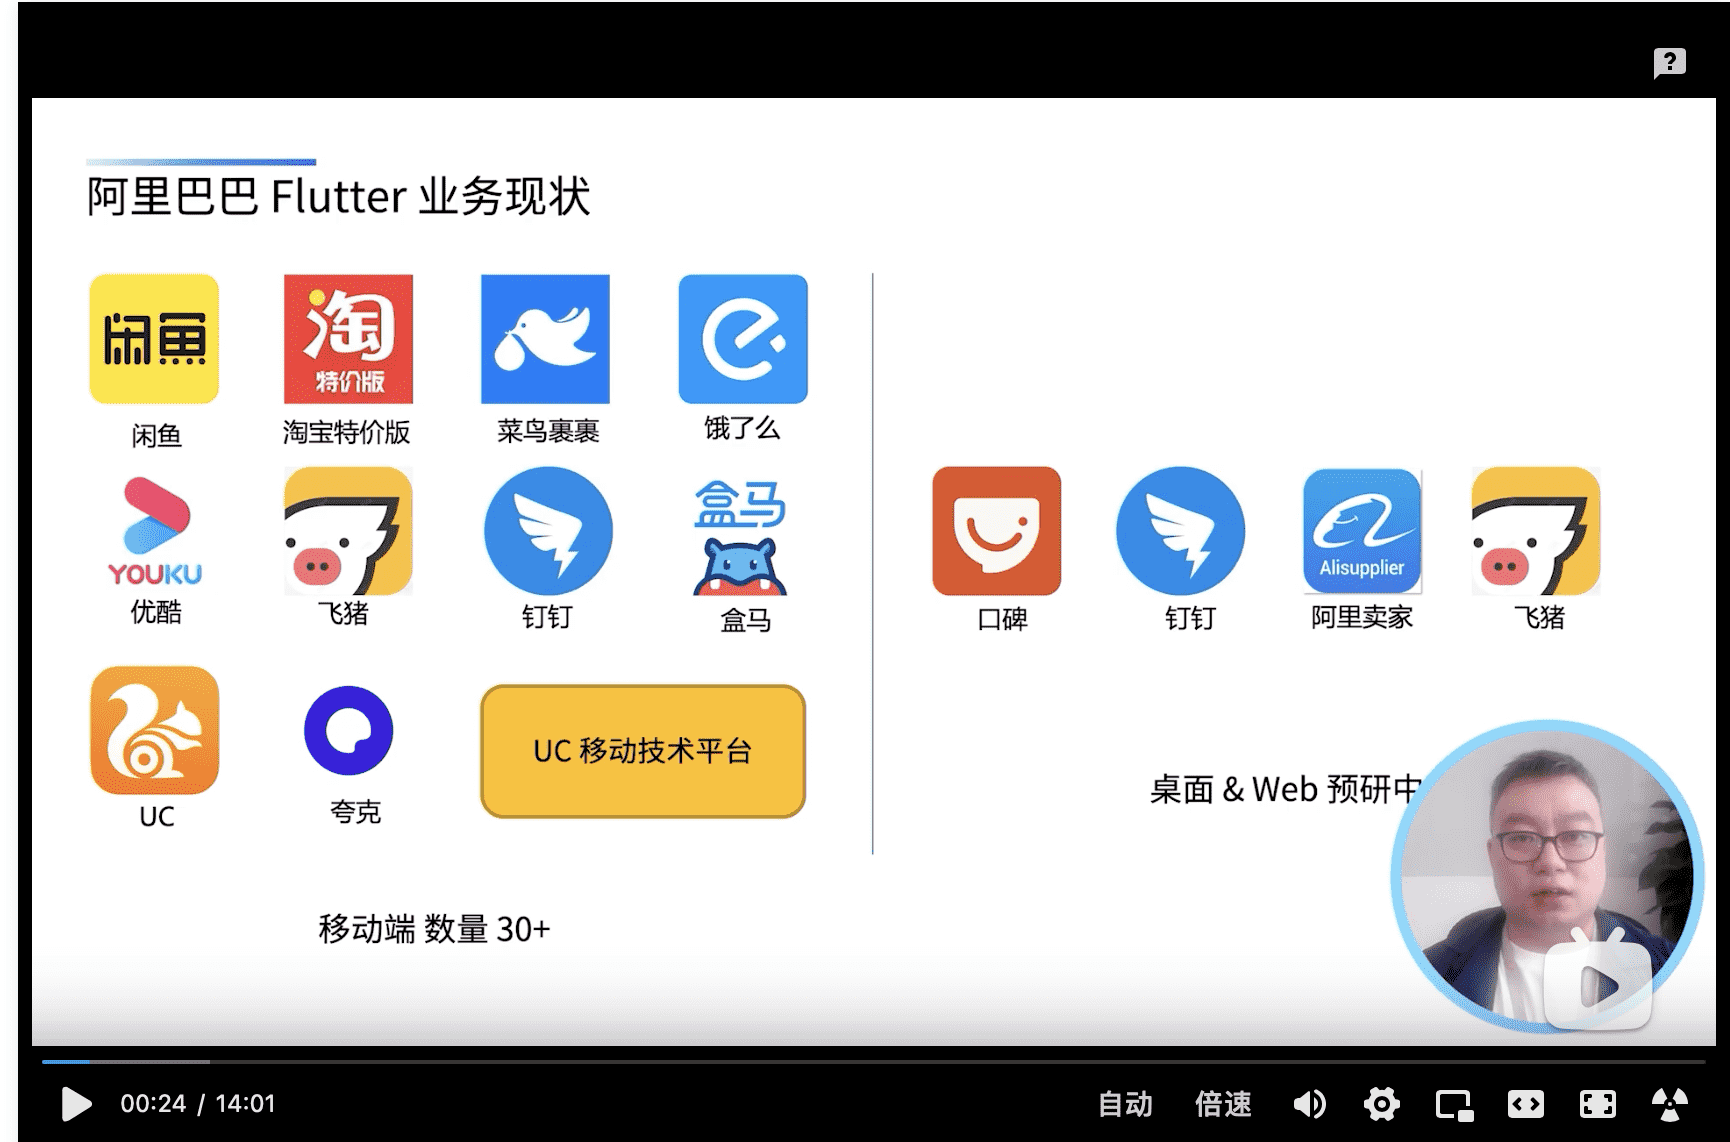 ?
阿里巴巴 Flutter 业务现状
闲鱼
淘
特价版
闲鱼
淘宝特价版
菜鸟裹裹
饿了么
YOUKU
盒马
优酷
飞猪
钉钉
盒马
Alisupplier
口碑
钉钉
阿里卖家
飞猪
UC 移动技术平台
UC
夸克
桌面 & Web 预研中
移动端 数量 30+
00:24 / 14:01
自动
倍速